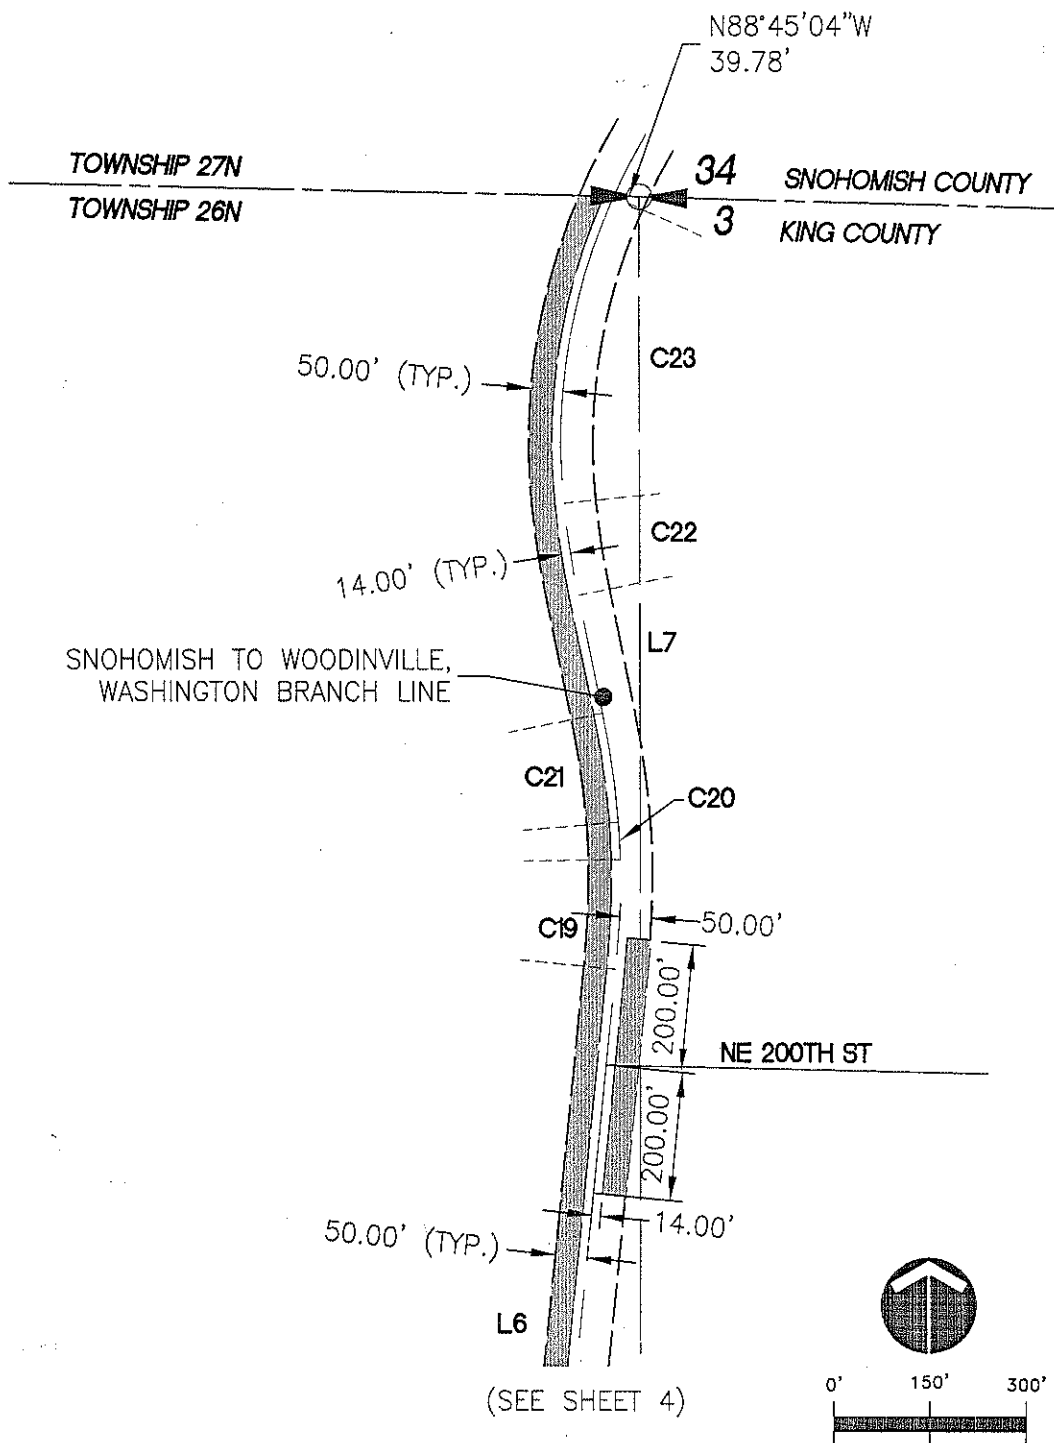 N88°45'04"W
39.78'
TOWNSHIP 27N
TOWNSHIP 26N
34
SNOHOMISH COUNTY
3
KING COUNTY
50.00' (TYP.)
C23
C22
14.00' (TYP.)
L7
SNOHOMISH TO WOODINVILLE,
WASHINGTON BRANCH LINE
C21
C20
C19
50.00'
200.00'
NE 200TH ST
200.00'
50.00' (TYP.)
14.00'
L6
(SEE SHEET 4)
0' 150' 300'